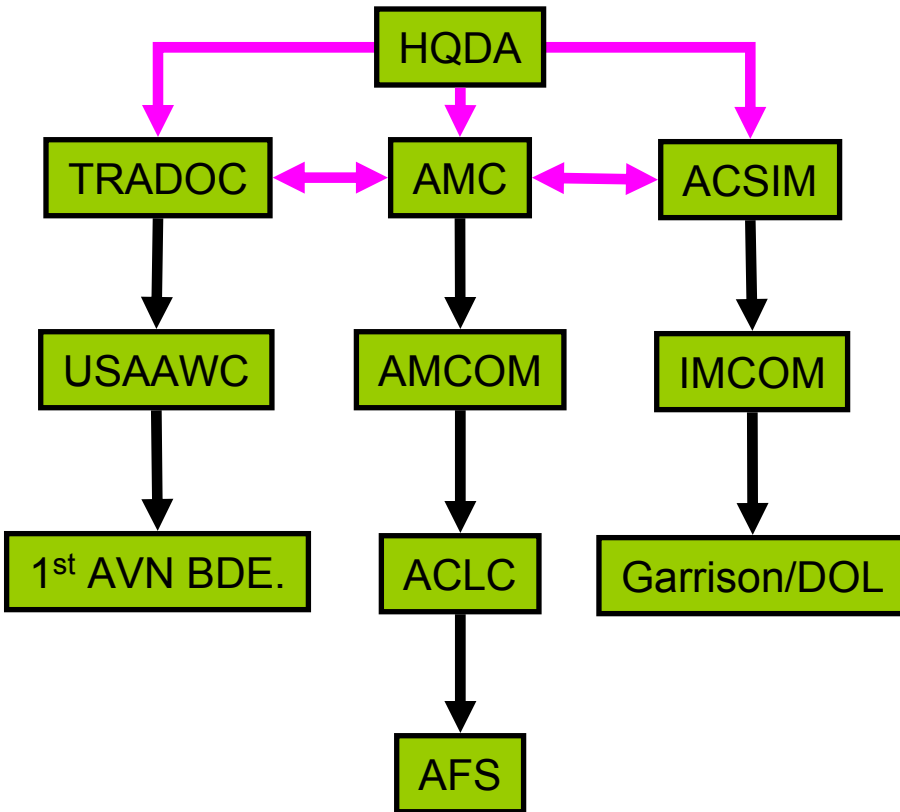 HQDA
TRADOC
AMC
ACSIM
USAAWC
AMCOM
IMCOM
1st AVN BDE.
ACLC
Garrison/DOL
AFS